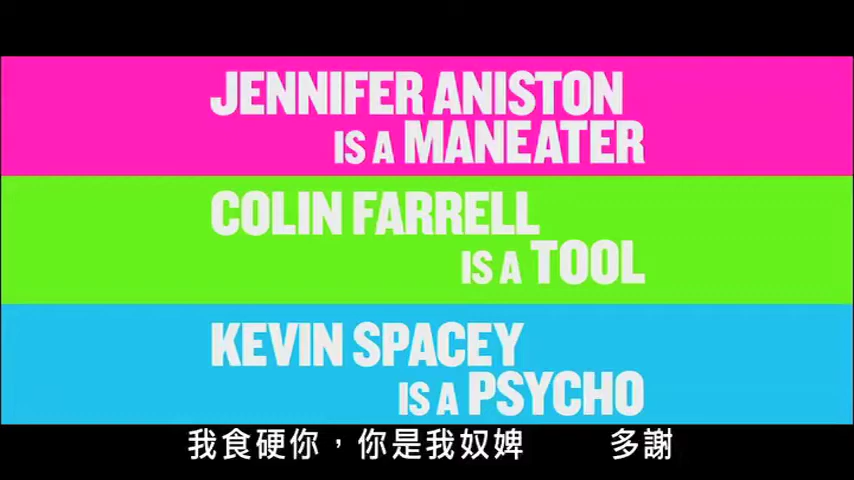 JENNIFER ANISTON
IS A MANEATER
COLIN FARRELL
IS A TOOL
KEVIN SPACEY
IS A PSYCHO
我食硬你，你是我奴婢　　多謝